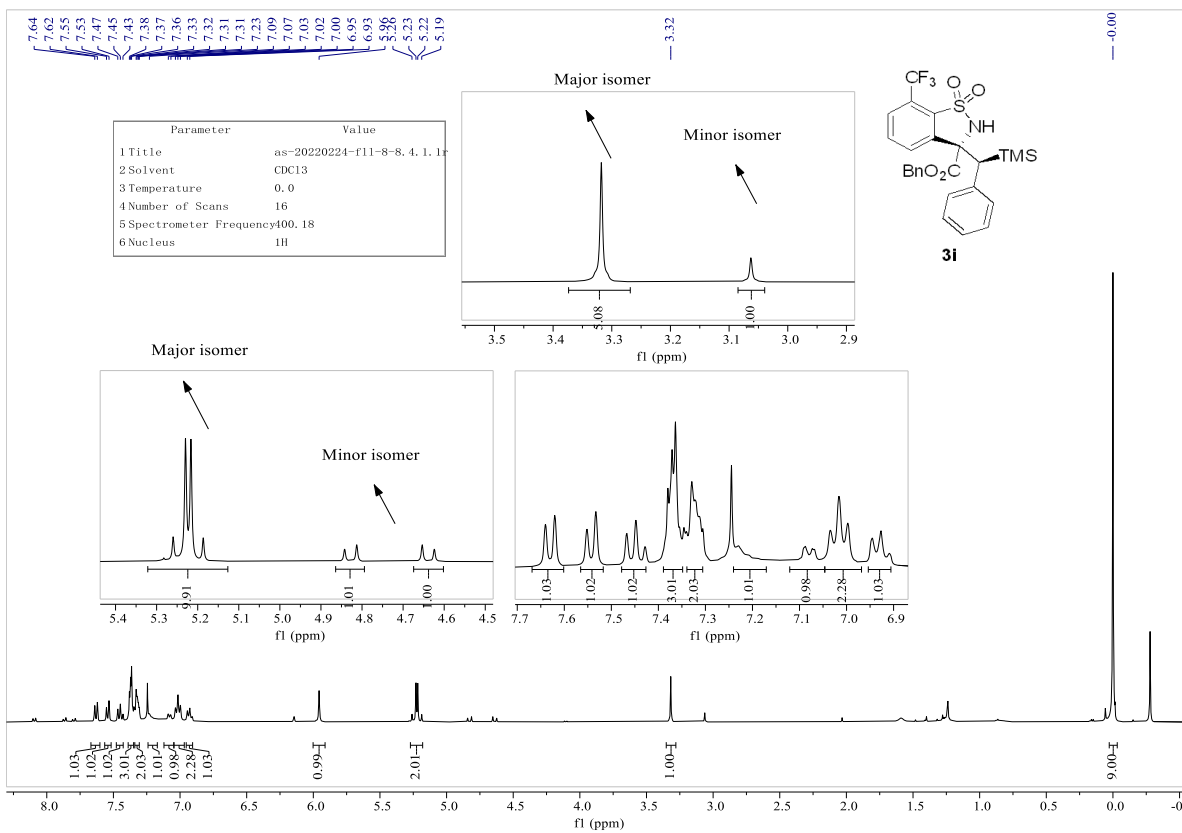 7.64 7.62 7.55 7.53 7.47 7.45 7.43 7.38 7.37 7.36 7.33 7.32 7.31 7.31 7.23 7.09 7.07 7.03 7.02 7.00 6.95 6.93 5.96 5.26 5.23 5.22 5.19
3.32
-0.00
Parameter Value
1 Title as-20220224-fll-8-8.4.1.1r
2 Solvent CDCl3
3 Temperature 0.0
4 Number of Scans 16
5 Spectrometer Frequency 400.18
6 Nucleus 1H
Major isomer
Minor isomer
5.08 1.00
3.5 3.4 3.3 3.2 3.1 3.0 2.9
f1 (ppm)
CF3
O O
S
NH
TMS
BnO2C
3i
Major isomer
Minor isomer
9.91 1.01 1.00
5.4 5.3 5.2 5.1 5.0 4.9 4.8 4.7 4.6 4.5
f1 (ppm)
1.03 1.02 1.02 3.01 2.03 1.01 0.98 2.28 1.03
7.7 7.6 7.5 7.4 7.3 7.2 7.1 7.0 6.9
f1 (ppm)
1.03 1.02 1.02 3.01 2.03 1.01 0.98 2.28 1.03 0.99 2.01 1.00 9.00
8.0 7.5 7.0 6.5 6.0 5.5 5.0 4.5 4.0 3.5 3.0 2.5 2.0 1.5 1.0 0.5 0.0
f1 (ppm)